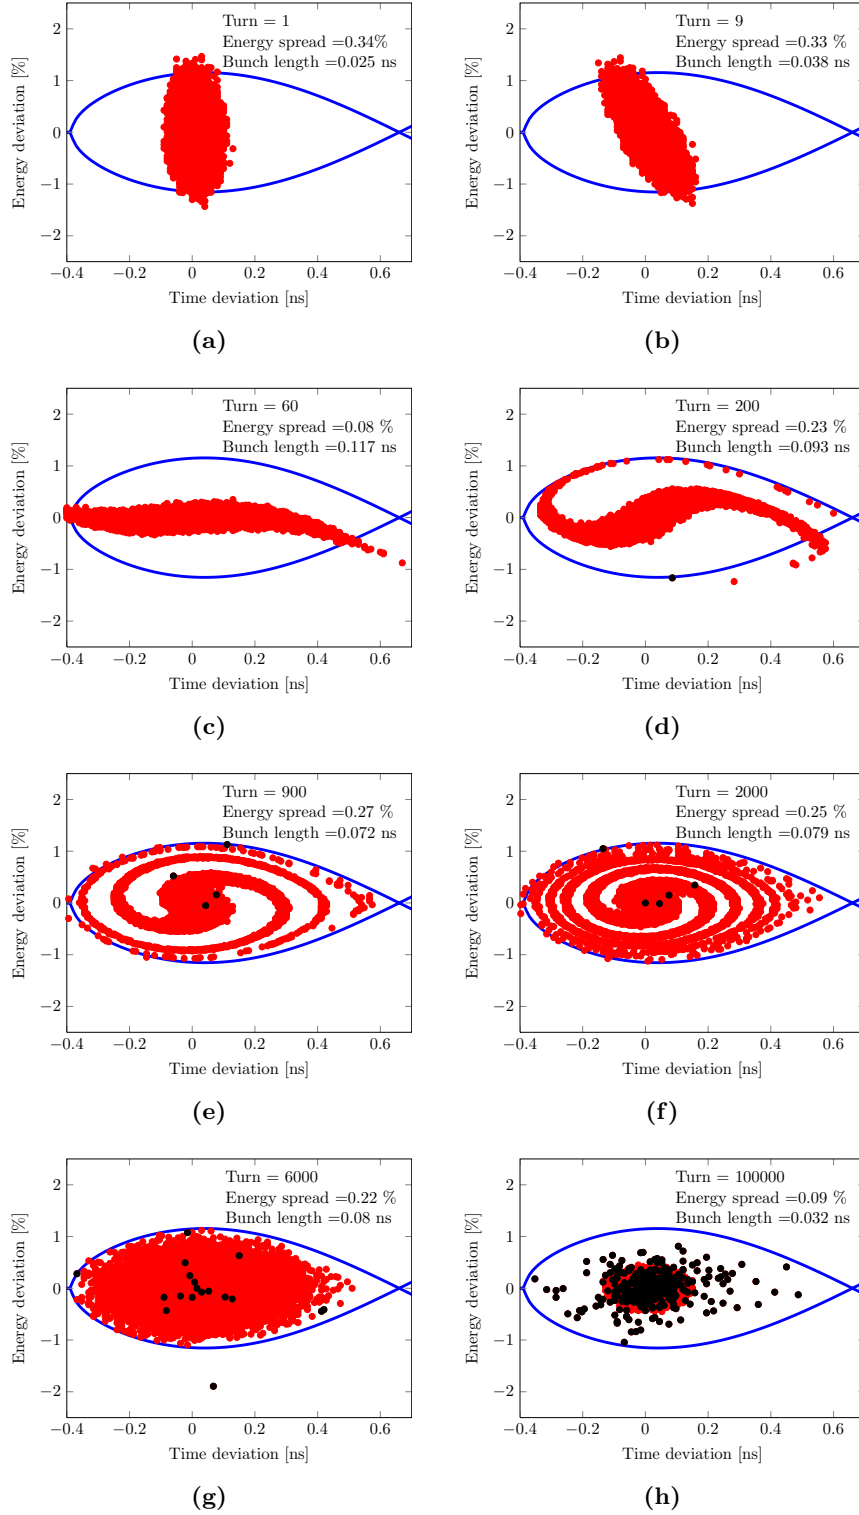 Turn = 1
Energy spread =0.34%
Bunch length =0.025 ns
2
1
0
−1
−2
Energy deviation [%]
−0.4 −0.2 0 0.2 0.4 0.6
Time deviation [ns]
(a)
Turn = 9
Energy spread =0.33 %
Bunch length =0.038 ns
2
1
0
−1
−2
Energy deviation [%]
−0.4 −0.2 0 0.2 0.4 0.6
Time deviation [ns]
(b)
Turn = 60
Energy spread =0.08 %
Bunch length =0.117 ns
2
1
0
−1
−2
Energy deviation [%]
−0.4 −0.2 0 0.2 0.4 0.6
Time deviation [ns]
(c)
Turn = 200
Energy spread =0.23 %
Bunch length =0.093 ns
2
1
0
−1
−2
Energy deviation [%]
−0.4 −0.2 0 0.2 0.4 0.6
Time deviation [ns]
(d)
Turn = 900
Energy spread =0.27 %
Bunch length =0.072 ns
2
1
0
−1
−2
Energy deviation [%]
−0.4 −0.2 0 0.2 0.4 0.6
Time deviation [ns]
(e)
Turn = 2000
Energy spread =0.25 %
Bunch length =0.079 ns
2
1
0
−1
−2
Energy deviation [%]
−0.4 −0.2 0 0.2 0.4 0.6
Time deviation [ns]
(f)
Turn = 6000
Energy spread =0.22 %
Bunch length =0.08 ns
2
1
0
−1
−2
Energy deviation [%]
−0.4 −0.2 0 0.2 0.4 0.6
Time deviation [ns]
(g)
Turn = 100000
Energy spread =0.09 %
Bunch length =0.032 ns
2
1
0
−1
−2
Energy deviation [%]
−0.4 −0.2 0 0.2 0.4 0.6
Time deviation [ns]
(h)